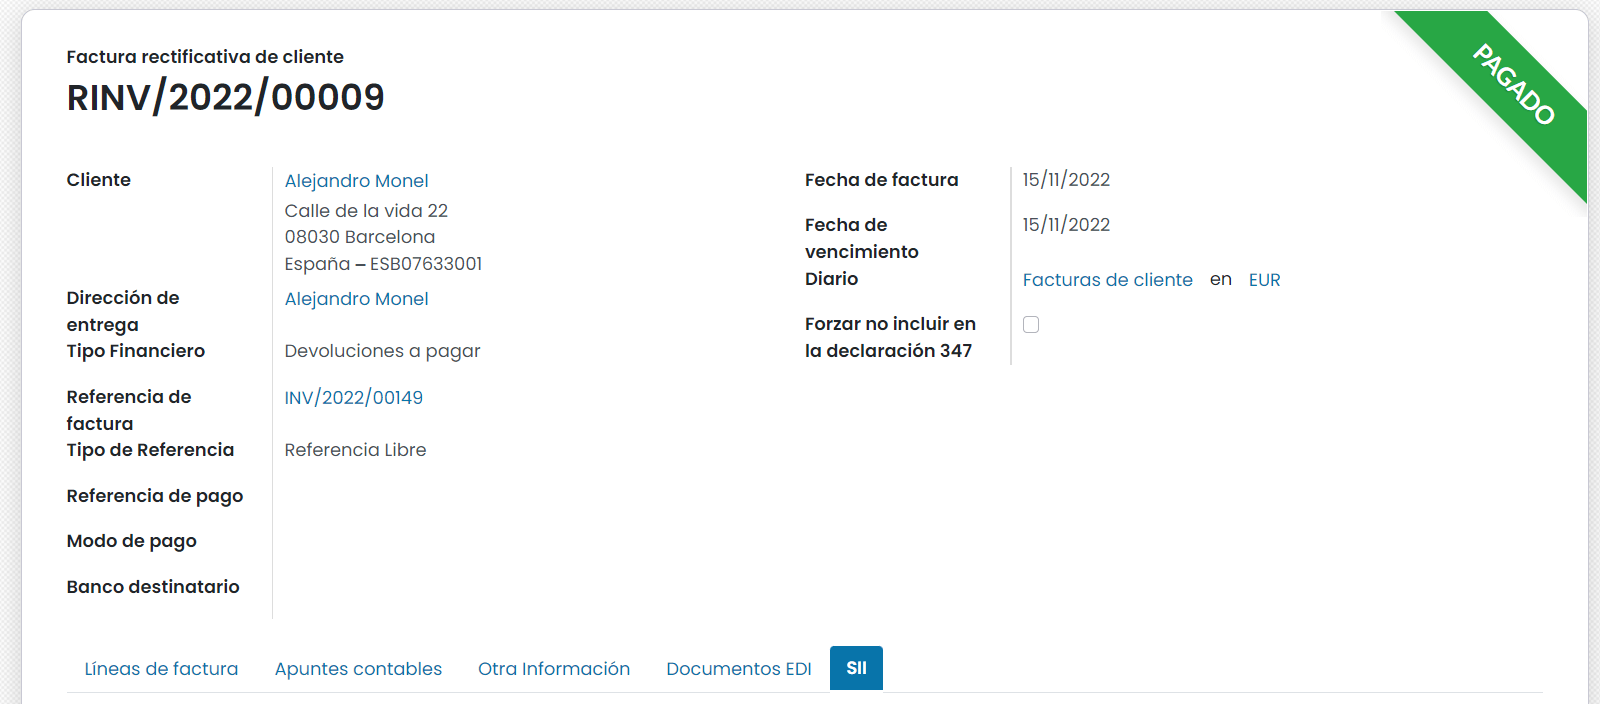 Factura rectificativa de cliente
RINV/2022/00009
PAGADO
Cliente
Alejandro Monel
Calle de la vida 22
08030 Barcelona
España – ESB07633001
Dirección de
entrega
Alejandro Monel
Tipo Financiero
Devoluciones a pagar
Referencia de
factura
INV/2022/00149
Tipo de Referencia
Referencia Libre
Referencia de pago
Modo de pago
Banco destinatario
Fecha de factura
15/11/2022
Fecha de
vencimiento
15/11/2022
Diario
Facturas de cliente en EUR
Forzar no incluir en
la declaración 347
Líneas de factura
Apuntes contables
Otra Información
Documentos EDI
SII